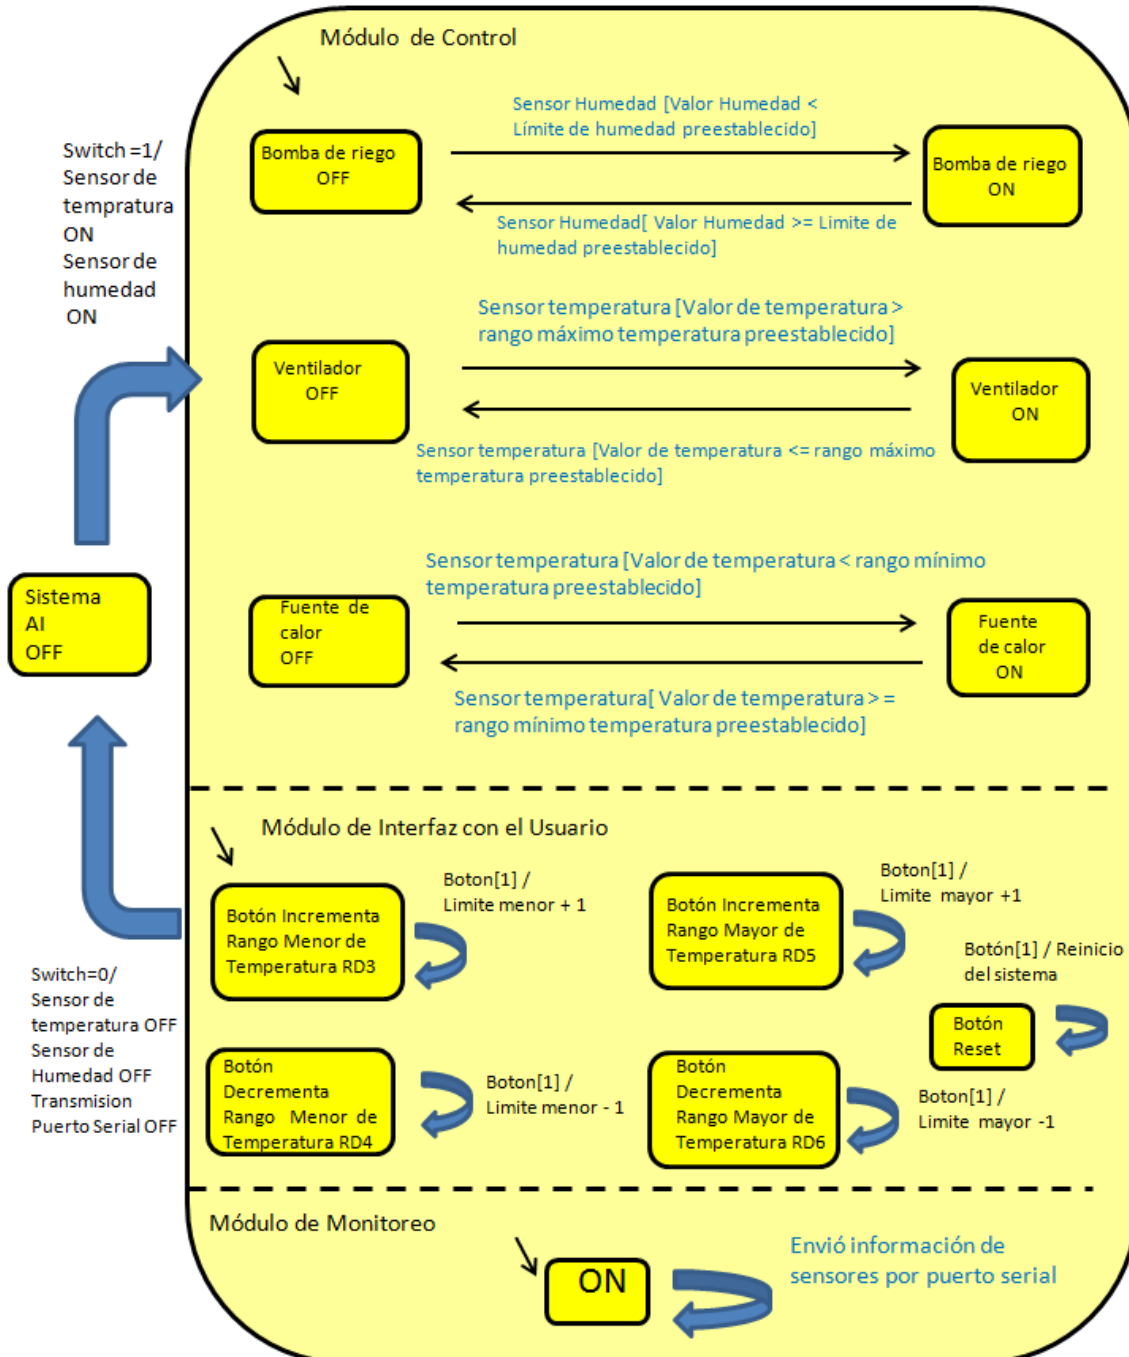 Módulo de Control
Sensor Humedad [Valor Humedad <
Límite de humedad preestablecido]
Switch =1/
Sensor de
tempratura
ON
Sensor de
humedad
ON
Bomba de riego
OFF
Bomba de riego
ON
Sensor Humedad[ Valor Humedad >= Limite de
humedad preestablecido]
Sensor temperatura [Valor de temperatura >
rango máximo temperatura preestablecido]
Ventilador
OFF
Ventilador
ON
Sensor temperatura [Valor de temperatura <= rango máximo
temperatura preestablecido]
Sensor temperatura [Valor de temperatura < rango mínimo
temperatura preestablecido]
Sistema
AI
OFF
Fuente de
calor
OFF
Fuente
de calor
ON
Sensor temperatura[ Valor de temperatura > =
rango mínimo temperatura preestablecido]
Módulo de Interfaz con el Usuario
Botón Incrementa
Rango Menor de
Temperatura RD3
Boton[1] /
Limite menor + 1
Botón Incrementa
Rango Mayor de
Temperatura RD5
Boton[1] /
Limite mayor +1
Botón[1] / Reinicio
del sistema
Botón
Reset
Switch=0/
Sensor de
temperatura OFF
Sensor de
Humedad OFF
Transmision
Puerto Serial OFF
Botón
Decrementa
Rango Menor de
Temperatura RD4
Boton[1] /
Limite menor - 1
Botón
Decrementa
Rango Mayor de
Temperatura RD6
Boton[1] /
Limite mayor -1
Módulo de Monitoreo
ON
Envió información de
sensores por puerto serial